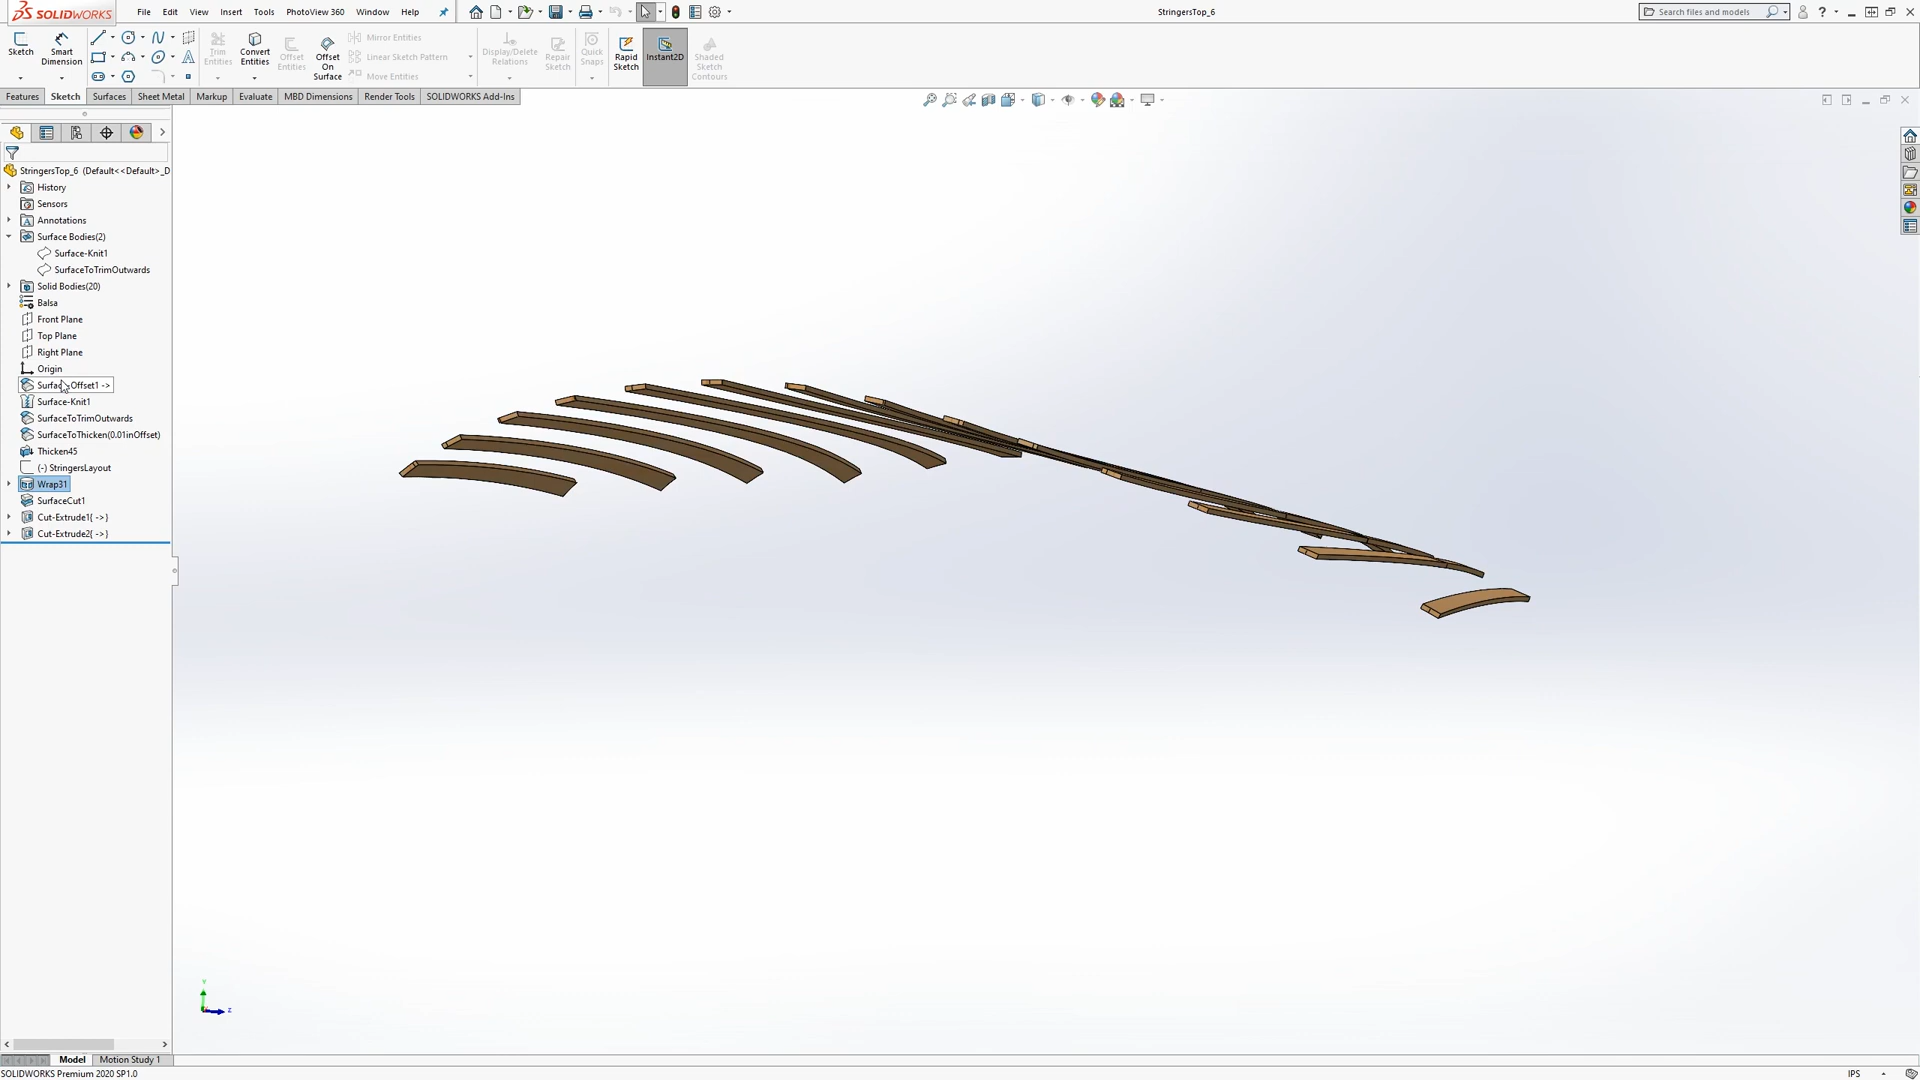 SOLIDWORKS File Edit View Insert Tools PhotoView 360 Window Help StringersTop_6 Search files and models ?
Sketch Smart Dimension Trim Entities Convert Entities Offset Entities Offset On Surface Mirror Entities Linear Sketch Pattern Move Entities Display/Delete Relations Repair Sketch Quick Snaps Rapid Sketch Instant2D Shaded Sketch Contours
Features Sketch Surfaces Sheet Metal Markup Evaluate MBD Dimensions Render Tools SOLIDWORKS Add-Ins
StringersTop_6 (Default<<Default>_D
History
Sensors
Annotations
Surface Bodies(2)
Surface-Knit1
SurfaceToTrimOutwards
Solid Bodies(20)
Balsa
Front Plane
Top Plane
Right Plane
Origin
Surface-Offset1 ->
Surface-Knit1
SurfaceToTrimOutwards
SurfaceToThicken(0.01inOffset)
Thicken45
(-) StringersLayout
Wrap31
SurfaceCut1
Cut-Extrude1{ ->}
Cut-Extrude2{ ->}
Y
Z
Model Motion Study 1
SOLIDWORKS Premium 2020 SP1.0 IPS